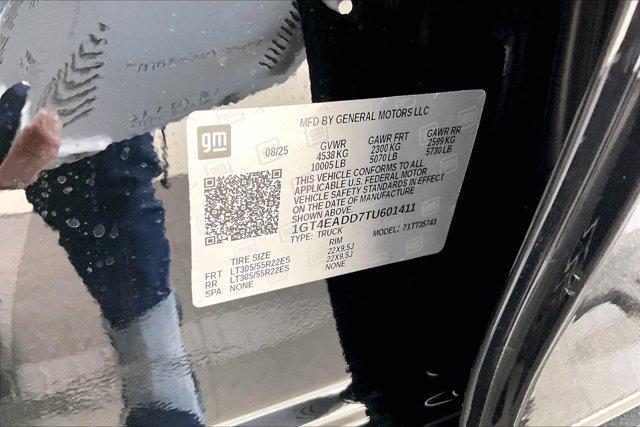 MFD BY GENERAL MOTORS LLC
gm
08/25
GVWR GAWR FRT GAWR RR
4538 KG 2300 KG 2599 KG
10005 LB 5070 LB 5730 LB
THIS VEHICLE CONFORMS TO ALL
APPLICABLE U.S. FEDERAL MOTOR
VEHICLE SAFETY STANDARDS IN EFFECT
ON THE DATE OF MANUFACTURE
SHOWN ABOVE.
1GT4EADD7TU601411
TYPE: TRUCK MODEL: 71TT35743
TIRE SIZE RIM
FRT LT305/55R22ES 22X9.5J
RR LT305/55R22ES 22X9.5J
SPA NONE NONE